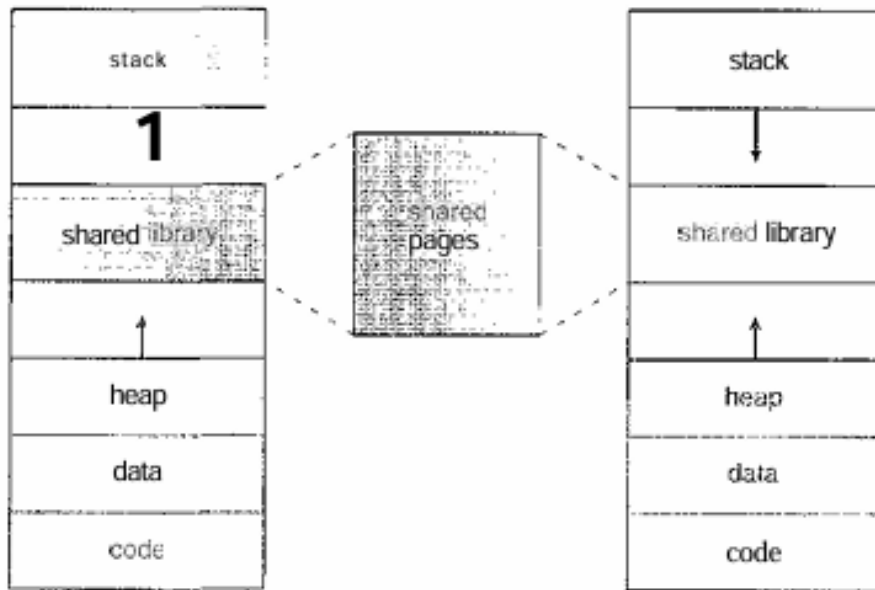 stack
1
shared library
heap
data
code
shared
pages
stack
shared library
heap
data
code